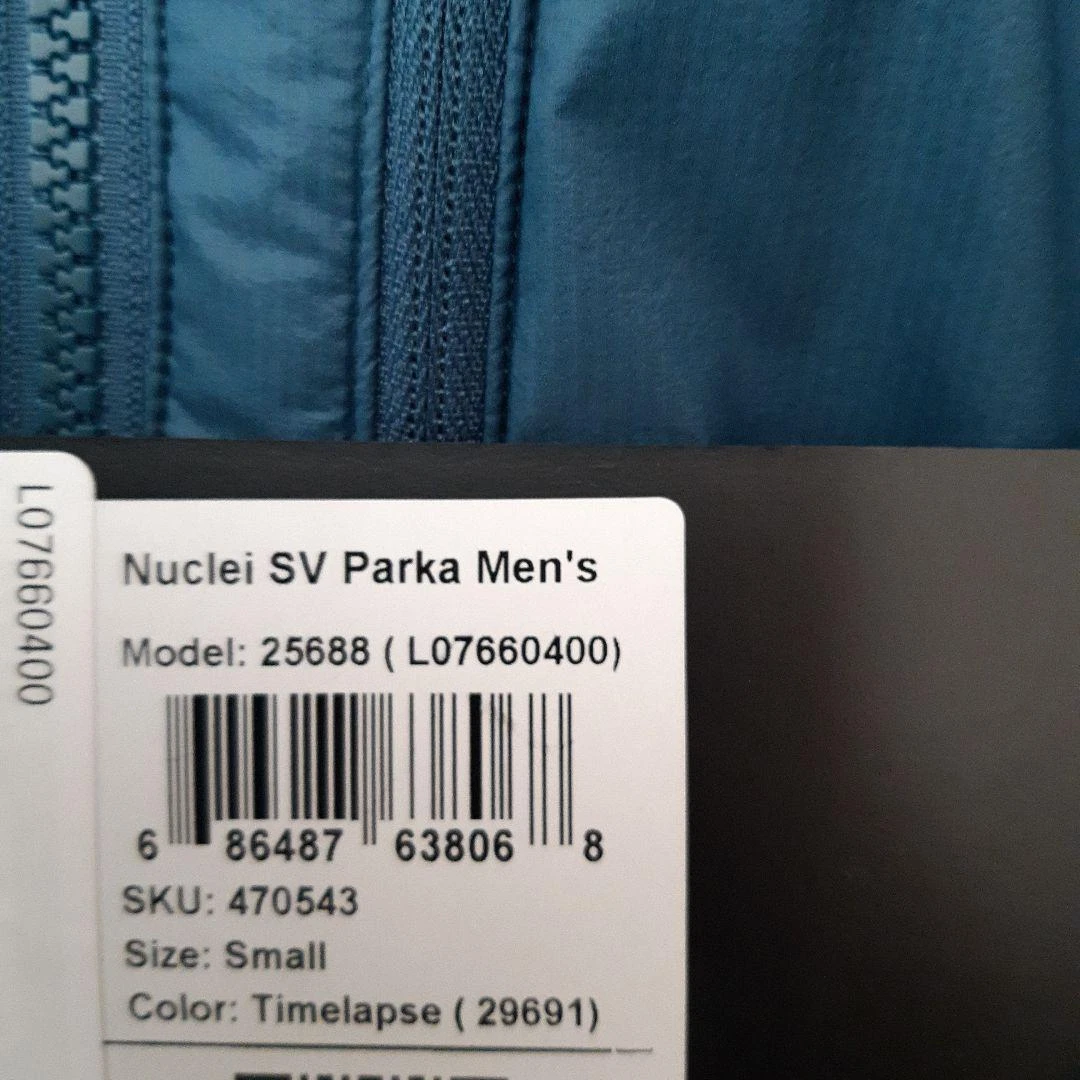 L07660400
Nuclei SV Parka Men's
Model: 25688 ( L07660400)
6 86487 63806 8
SKU: 470543
Size: Small
Color: Timelapse ( 29691)